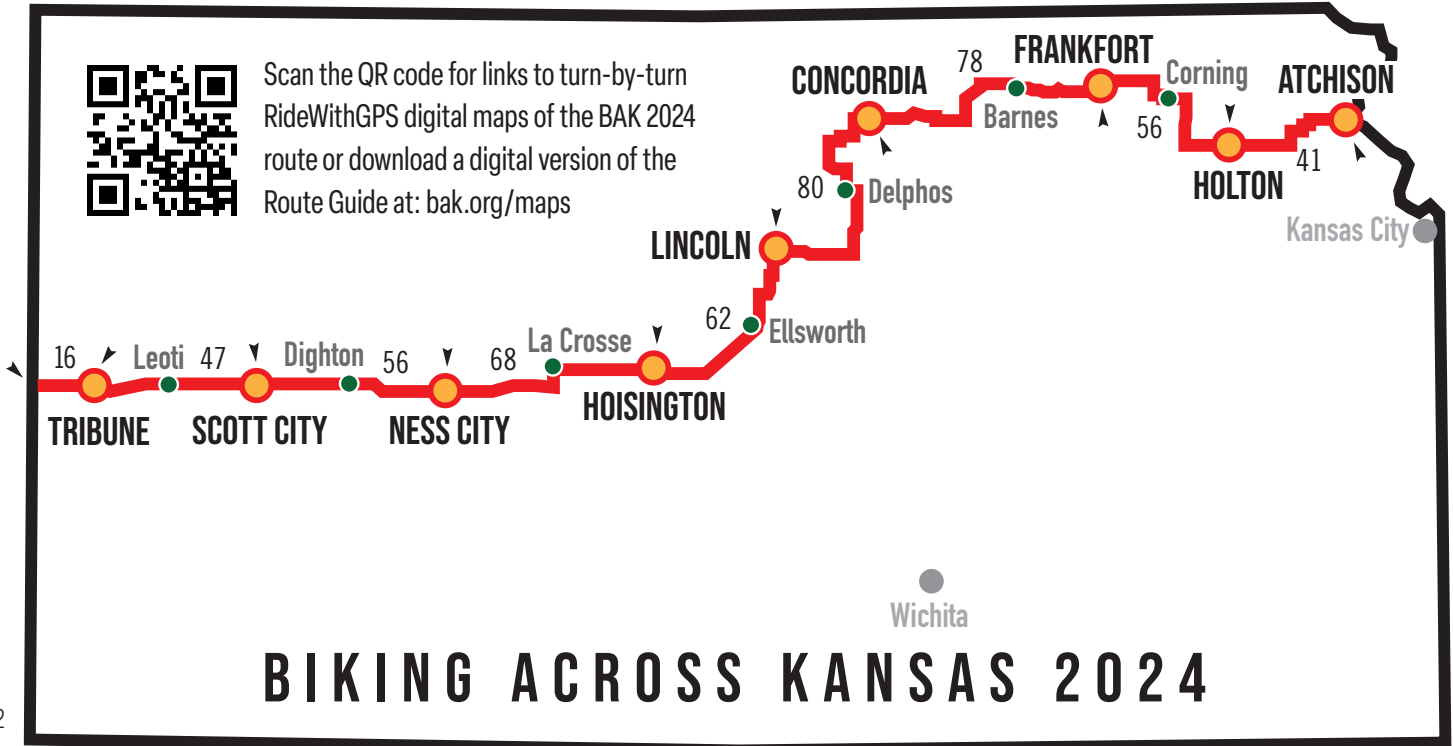 Scan the QR code for links to turn-by-turn
RideWithGPS digital maps of the BAK 2024
route or download a digital version of the
Route Guide at: bak.org/maps
78
FRANKFORT
Corning
CONCORDIA
Barnes
56
ATCHISON
41
HOLTON
80
Delphos
Kansas City
LINCOLN
62
Ellsworth
16
Leoti
47
Dighton
56
68
La Crosse
TRIBUNE
SCOTT CITY
NESS CITY
HOISINGTON
Wichita
BIKING ACROSS KANSAS 2024
2